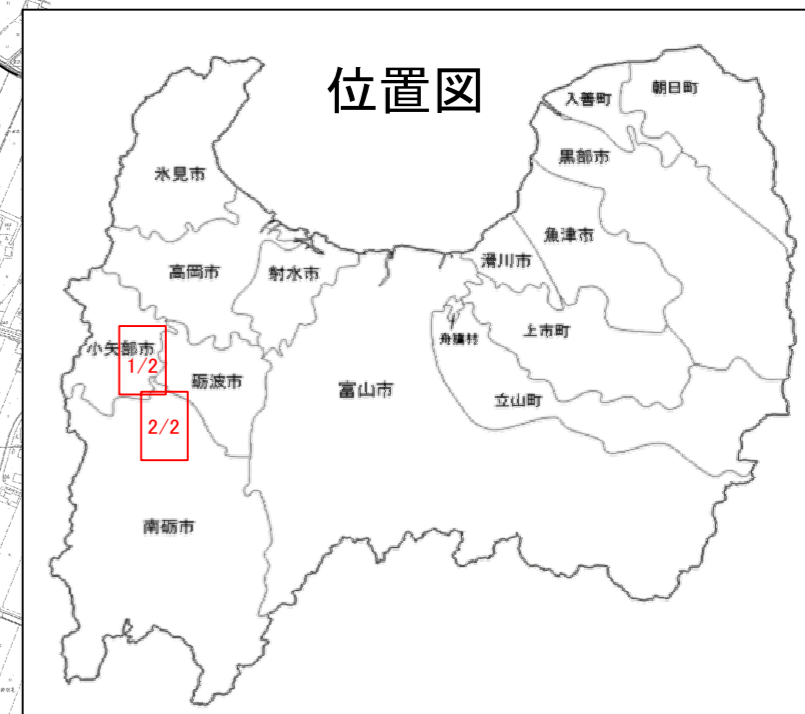 位置図
入善町
朝日町
黒部市
氷見市
魚津市
滑川市
高岡市
射水市
上市町
舟橋村
小矢部市
1/2
砺波市
富山市
立山町
2/2
南砺市